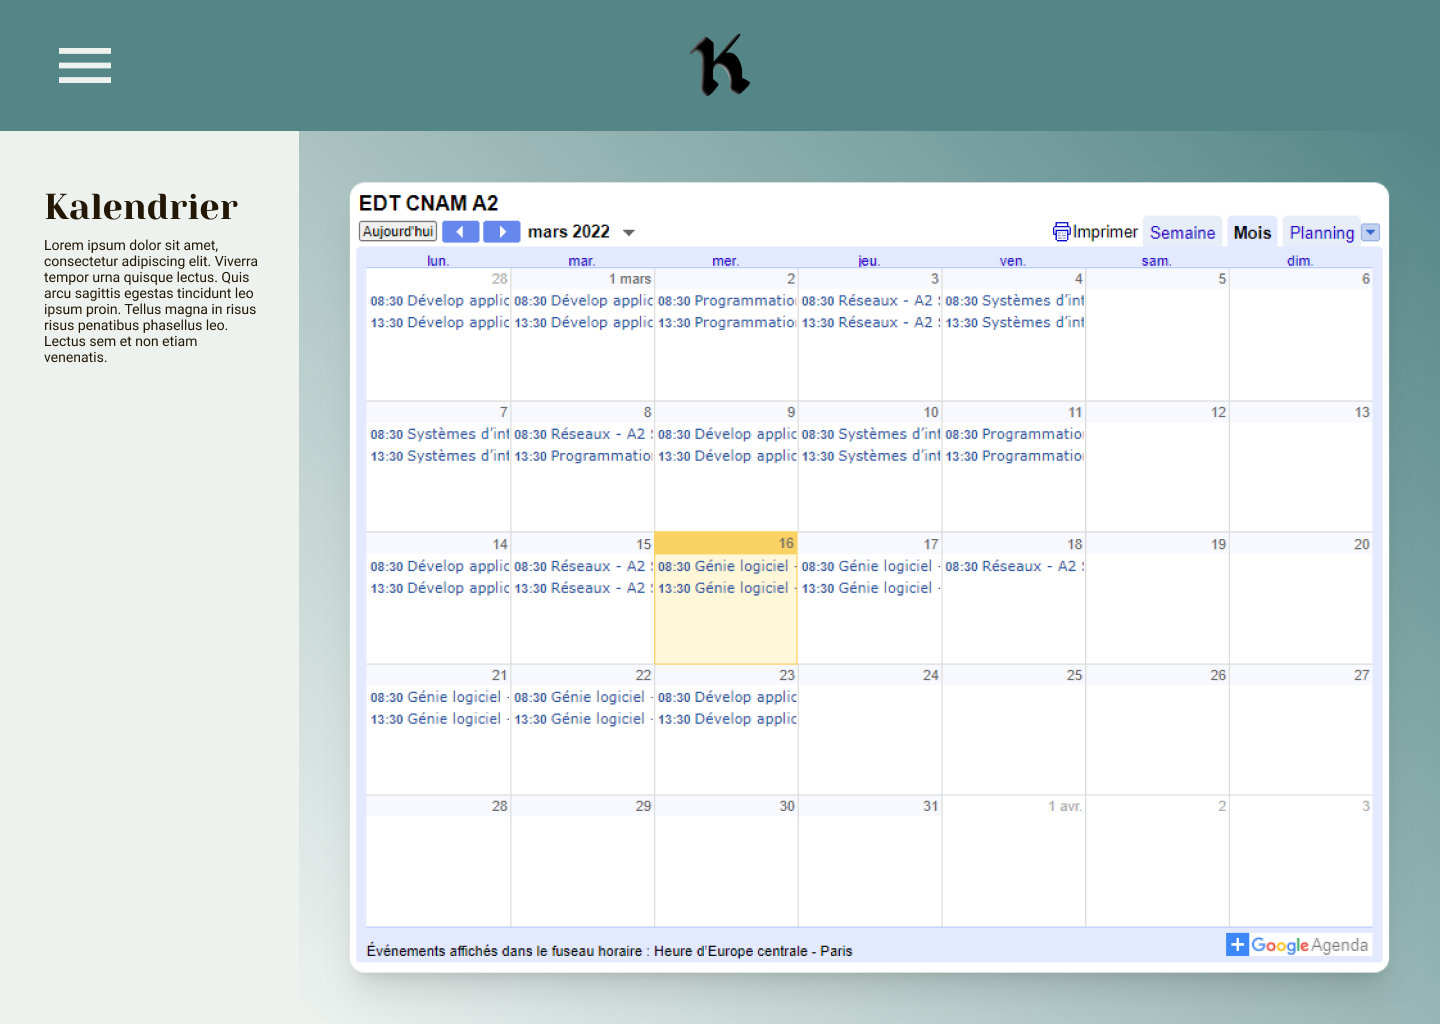 K
Kalendrier
Lorem ipsum dolor sit amet,
consectetur adipiscing elit. Viverra
tempor urna quisque lectus. Quis
arcu sagittis egestas tincidunt leo
ipsum proin. Tellus magna in risus
risus penatibus phasellus leo.
Lectus sem et non etiam
venenatis.
EDT CNAM A2
Aujourd'hui mars 2022 Imprimer Semaine Mois Planning
lun. mar. mer. jeu. ven. sam. dim.
28 1 mars 2 3 4 5 6
08:30 Dévelop applic 08:30 Dévelop applic 08:30 Programmatio 08:30 Réseaux - A2 08:30 Systèmes d'int
13:30 Dévelop applic 13:30 Dévelop applic 13:30 Programmatio 13:30 Réseaux - A2 13:30 Systèmes d'int
7 8 9 10 11 12 13
08:30 Systèmes d'int 08:30 Réseaux - A2 08:30 Dévelop applic 08:30 Systèmes d'int 08:30 Programmatio
13:30 Systèmes d'int 13:30 Programmatio 13:30 Dévelop applic 13:30 Systèmes d'int 13:30 Programmatio
14 15 16 17 18 19 20
08:30 Dévelop applic 08:30 Réseaux - A2 S 08:30 Génie logiciel - 08:30 Génie logiciel - 08:30 Réseaux - A2
13:30 Dévelop applic 13:30 Réseaux - A2 S 13:30 Génie logiciel - 13:30 Génie logiciel -
21 22 23 24 25 26 27
08:30 Génie logiciel - 08:30 Génie logiciel - 08:30 Dévelop applic
13:30 Génie logiciel - 13:30 Génie logiciel - 13:30 Dévelop applic
28 29 30 31 1 avr. 2 3
Événements affichés dans le fuseau horaire : Heure d'Europe centrale - Paris
Google Agenda